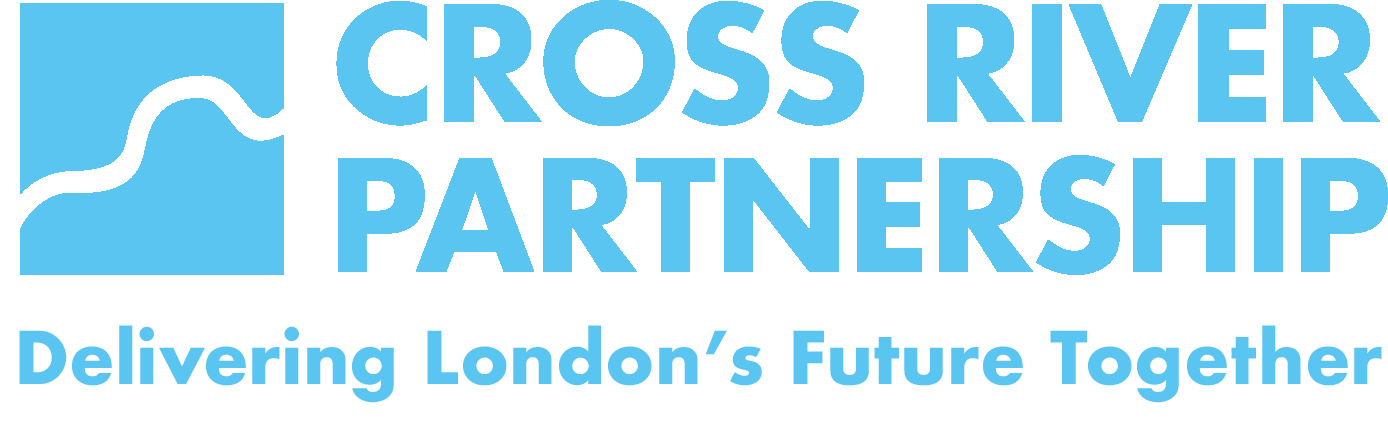 CROSS RIVER
PARTNERSHIP
Delivering London’s Future Together